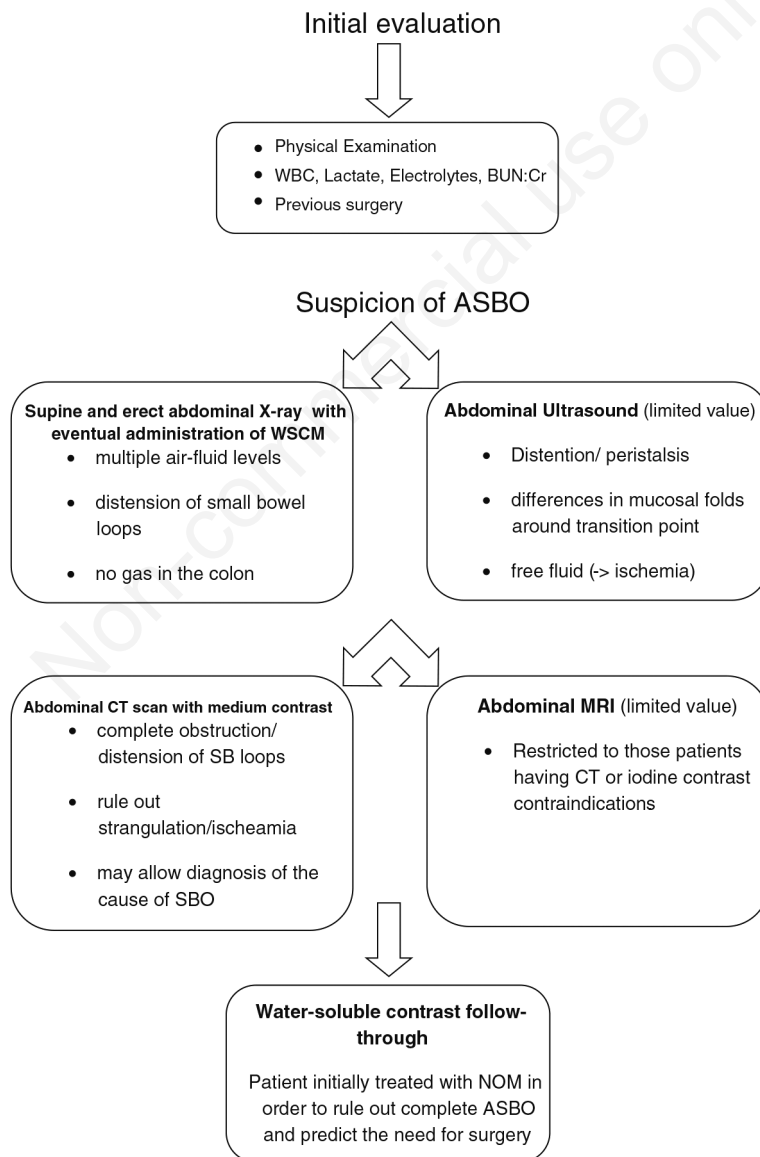 Initial evaluation
• Physical Examination
• WBC, Lactate, Electrolytes, BUN:Cr
• Previous surgery
Suspicion of ASBO
Supine and erect abdominal X-ray with
eventual administration of WSCM
• multiple air-fluid levels
• distension of small bowel
loops
• no gas in the colon
Abdominal Ultrasound (limited value)
• Distention/ peristalsis
• differences in mucosal folds
around transition point
• free fluid (-> ischemia)
Abdominal CT scan with medium contrast
• complete obstruction/
distension of SB loops
• rule out
strangulation/ischeamia
• may allow diagnosis of the
cause of SBO
Abdominal MRI (limited value)
• Restricted to those patients
having CT or iodine contrast
contraindications
Water-soluble contrast follow-
through
Patient initially treated with NOM in
order to rule out complete ASBO
and predict the need for surgery
Non-commercial use